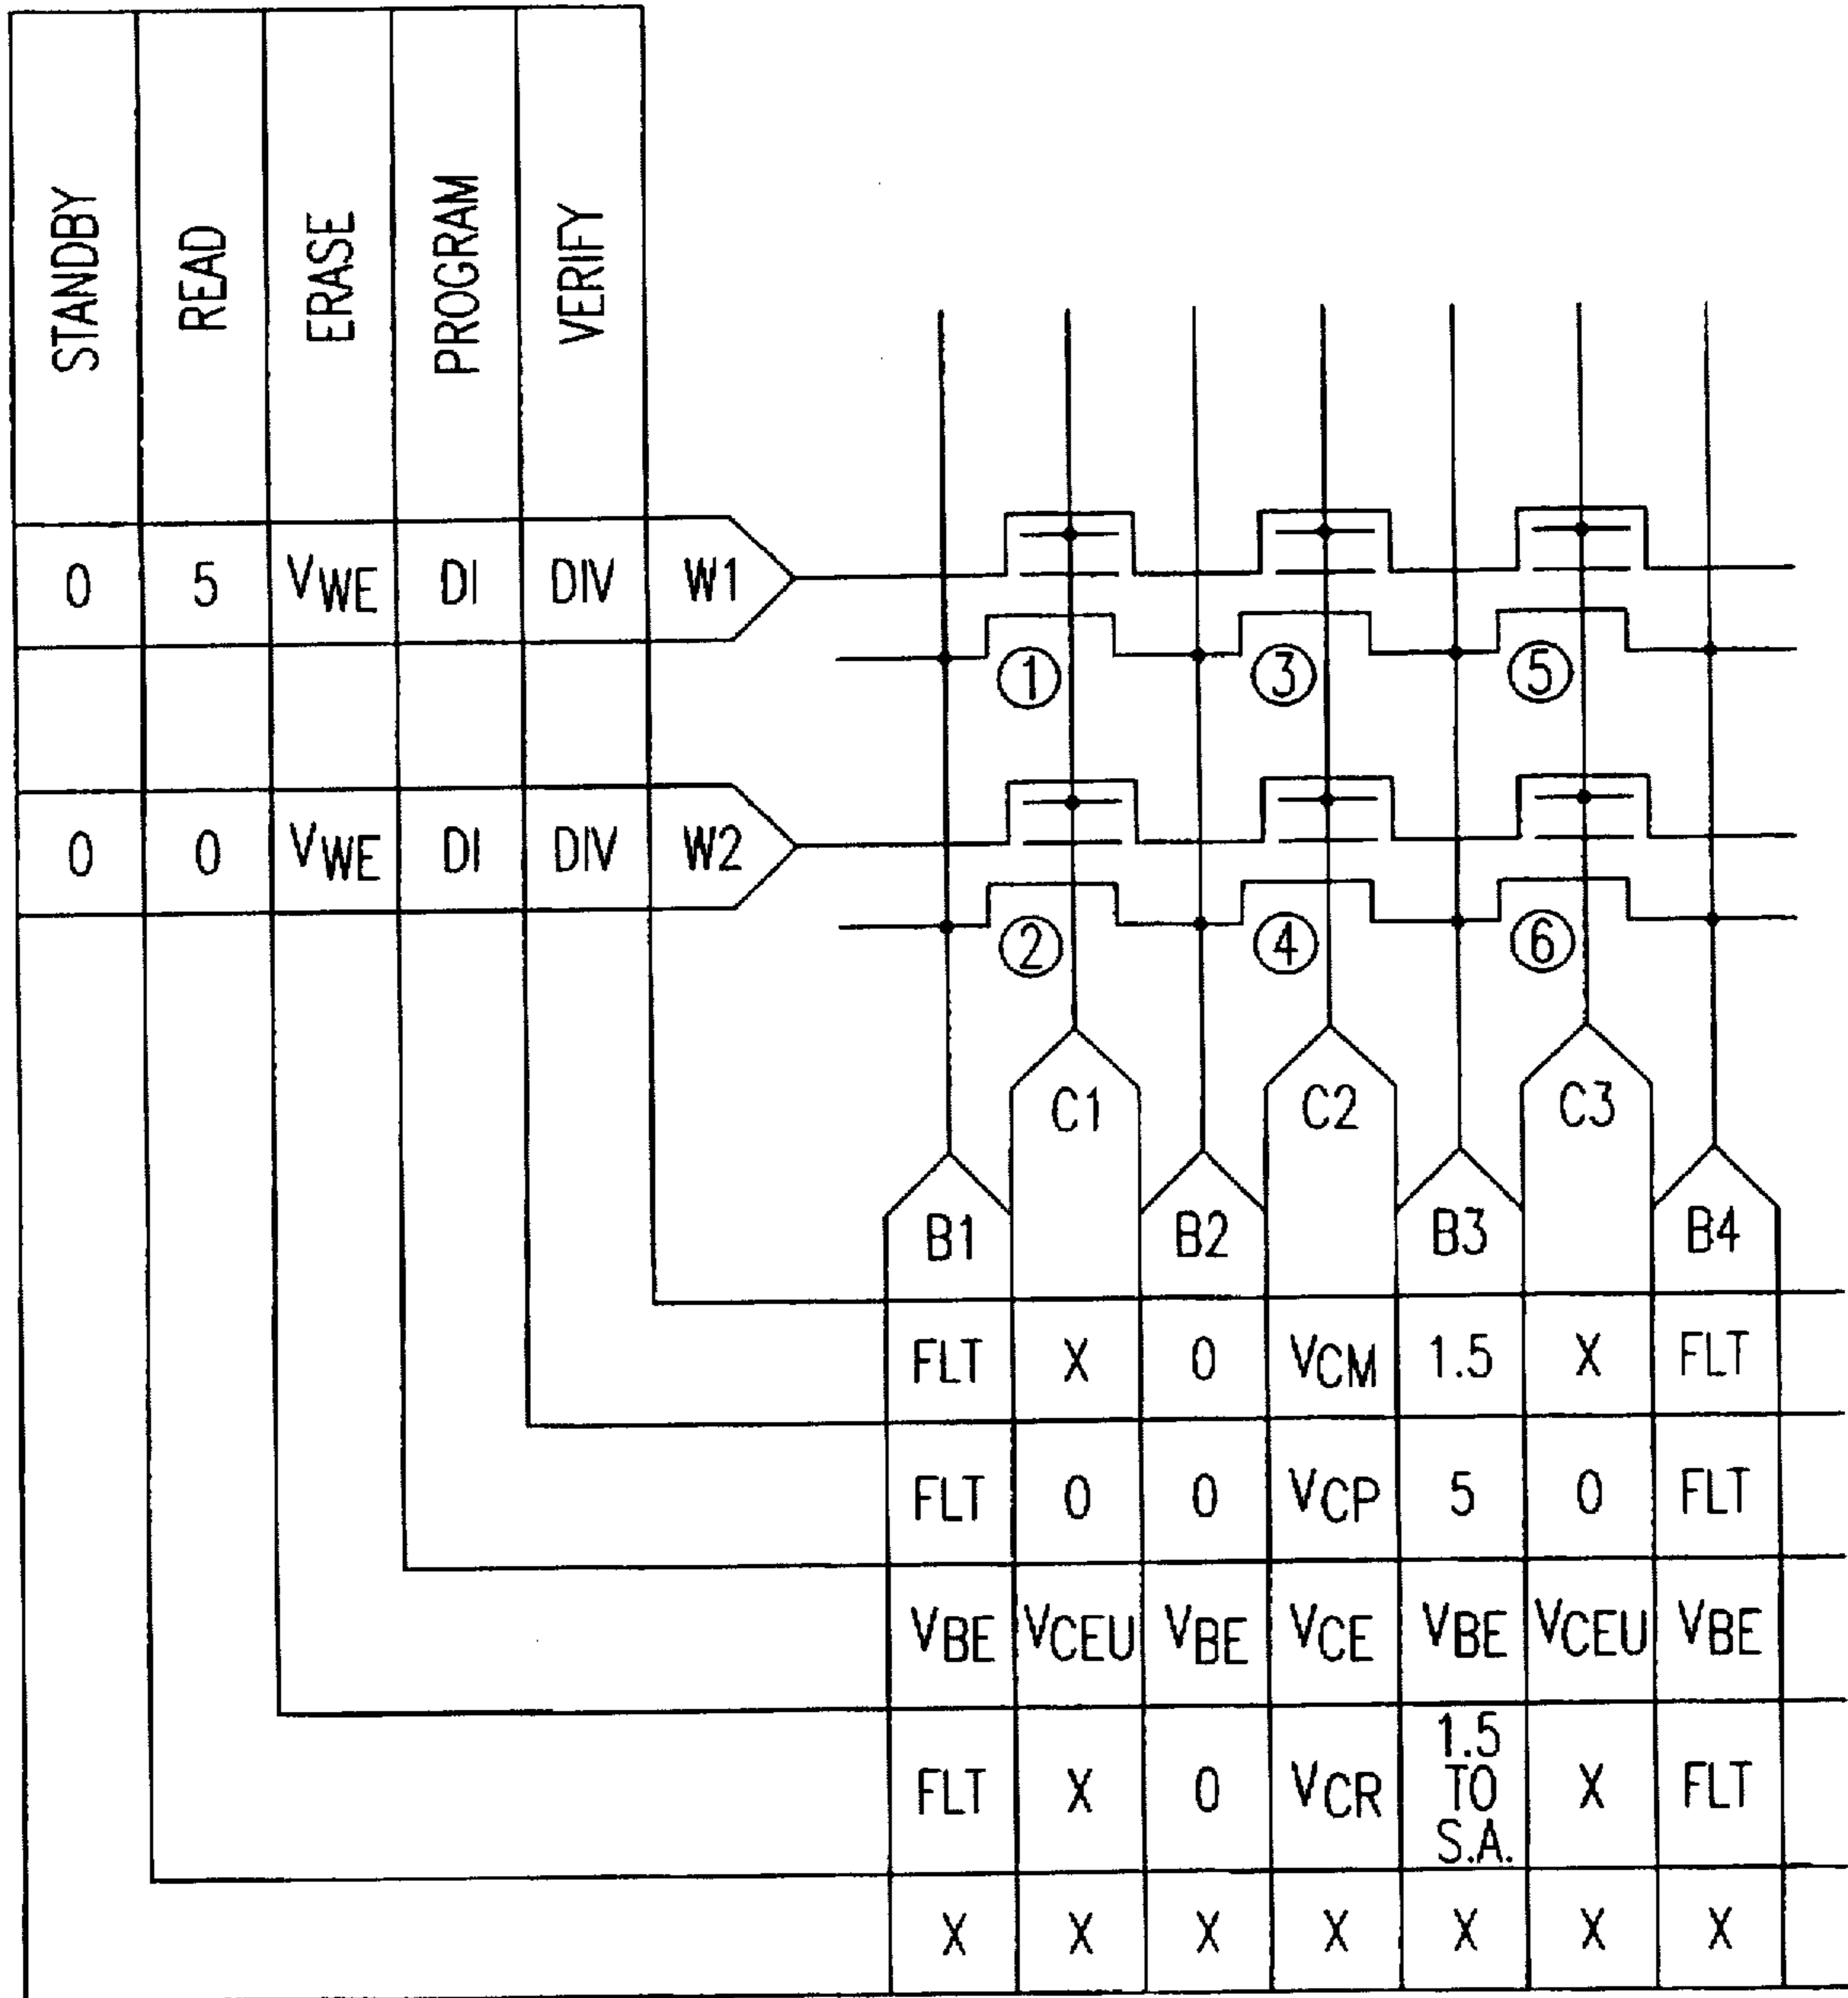 STANDBY
READ
ERASE
PROGRAM
VERIFY
0 5 VWE DI DIV W1
1 3 5
0 0 VWE DI DIV W2
2 4 6
C1 C2 C3
B1 B2 B3 B4
FLT X 0 VCM 1.5 X FLT
FLT 0 0 VCP 5 0 FLT
VBE VCEU VBE VCE VBE VCEU VBE
FLT X 0 VCR 1.5 TO S.A. X FLT
X X X X X X X